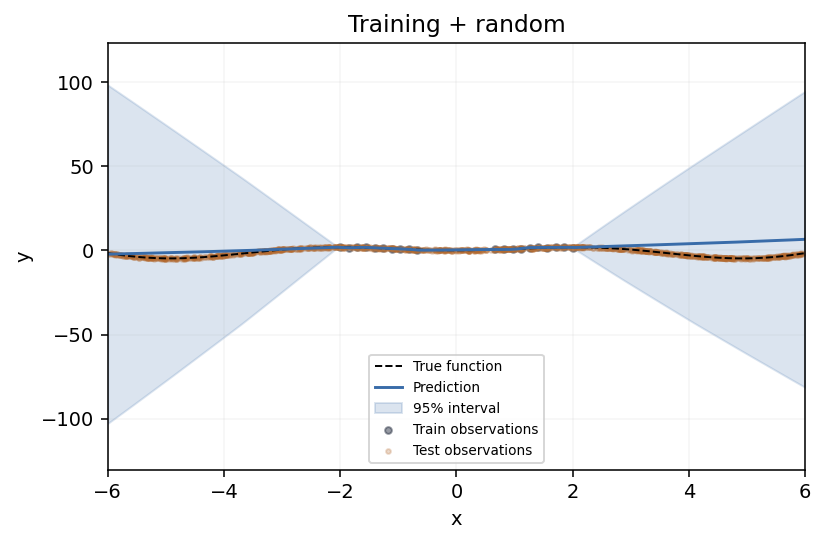 Training + random
100
50
0
−50
−100
y
True function
Prediction
95% interval
Train observations
Test observations
−6 −4 −2 0 2 4 6
x